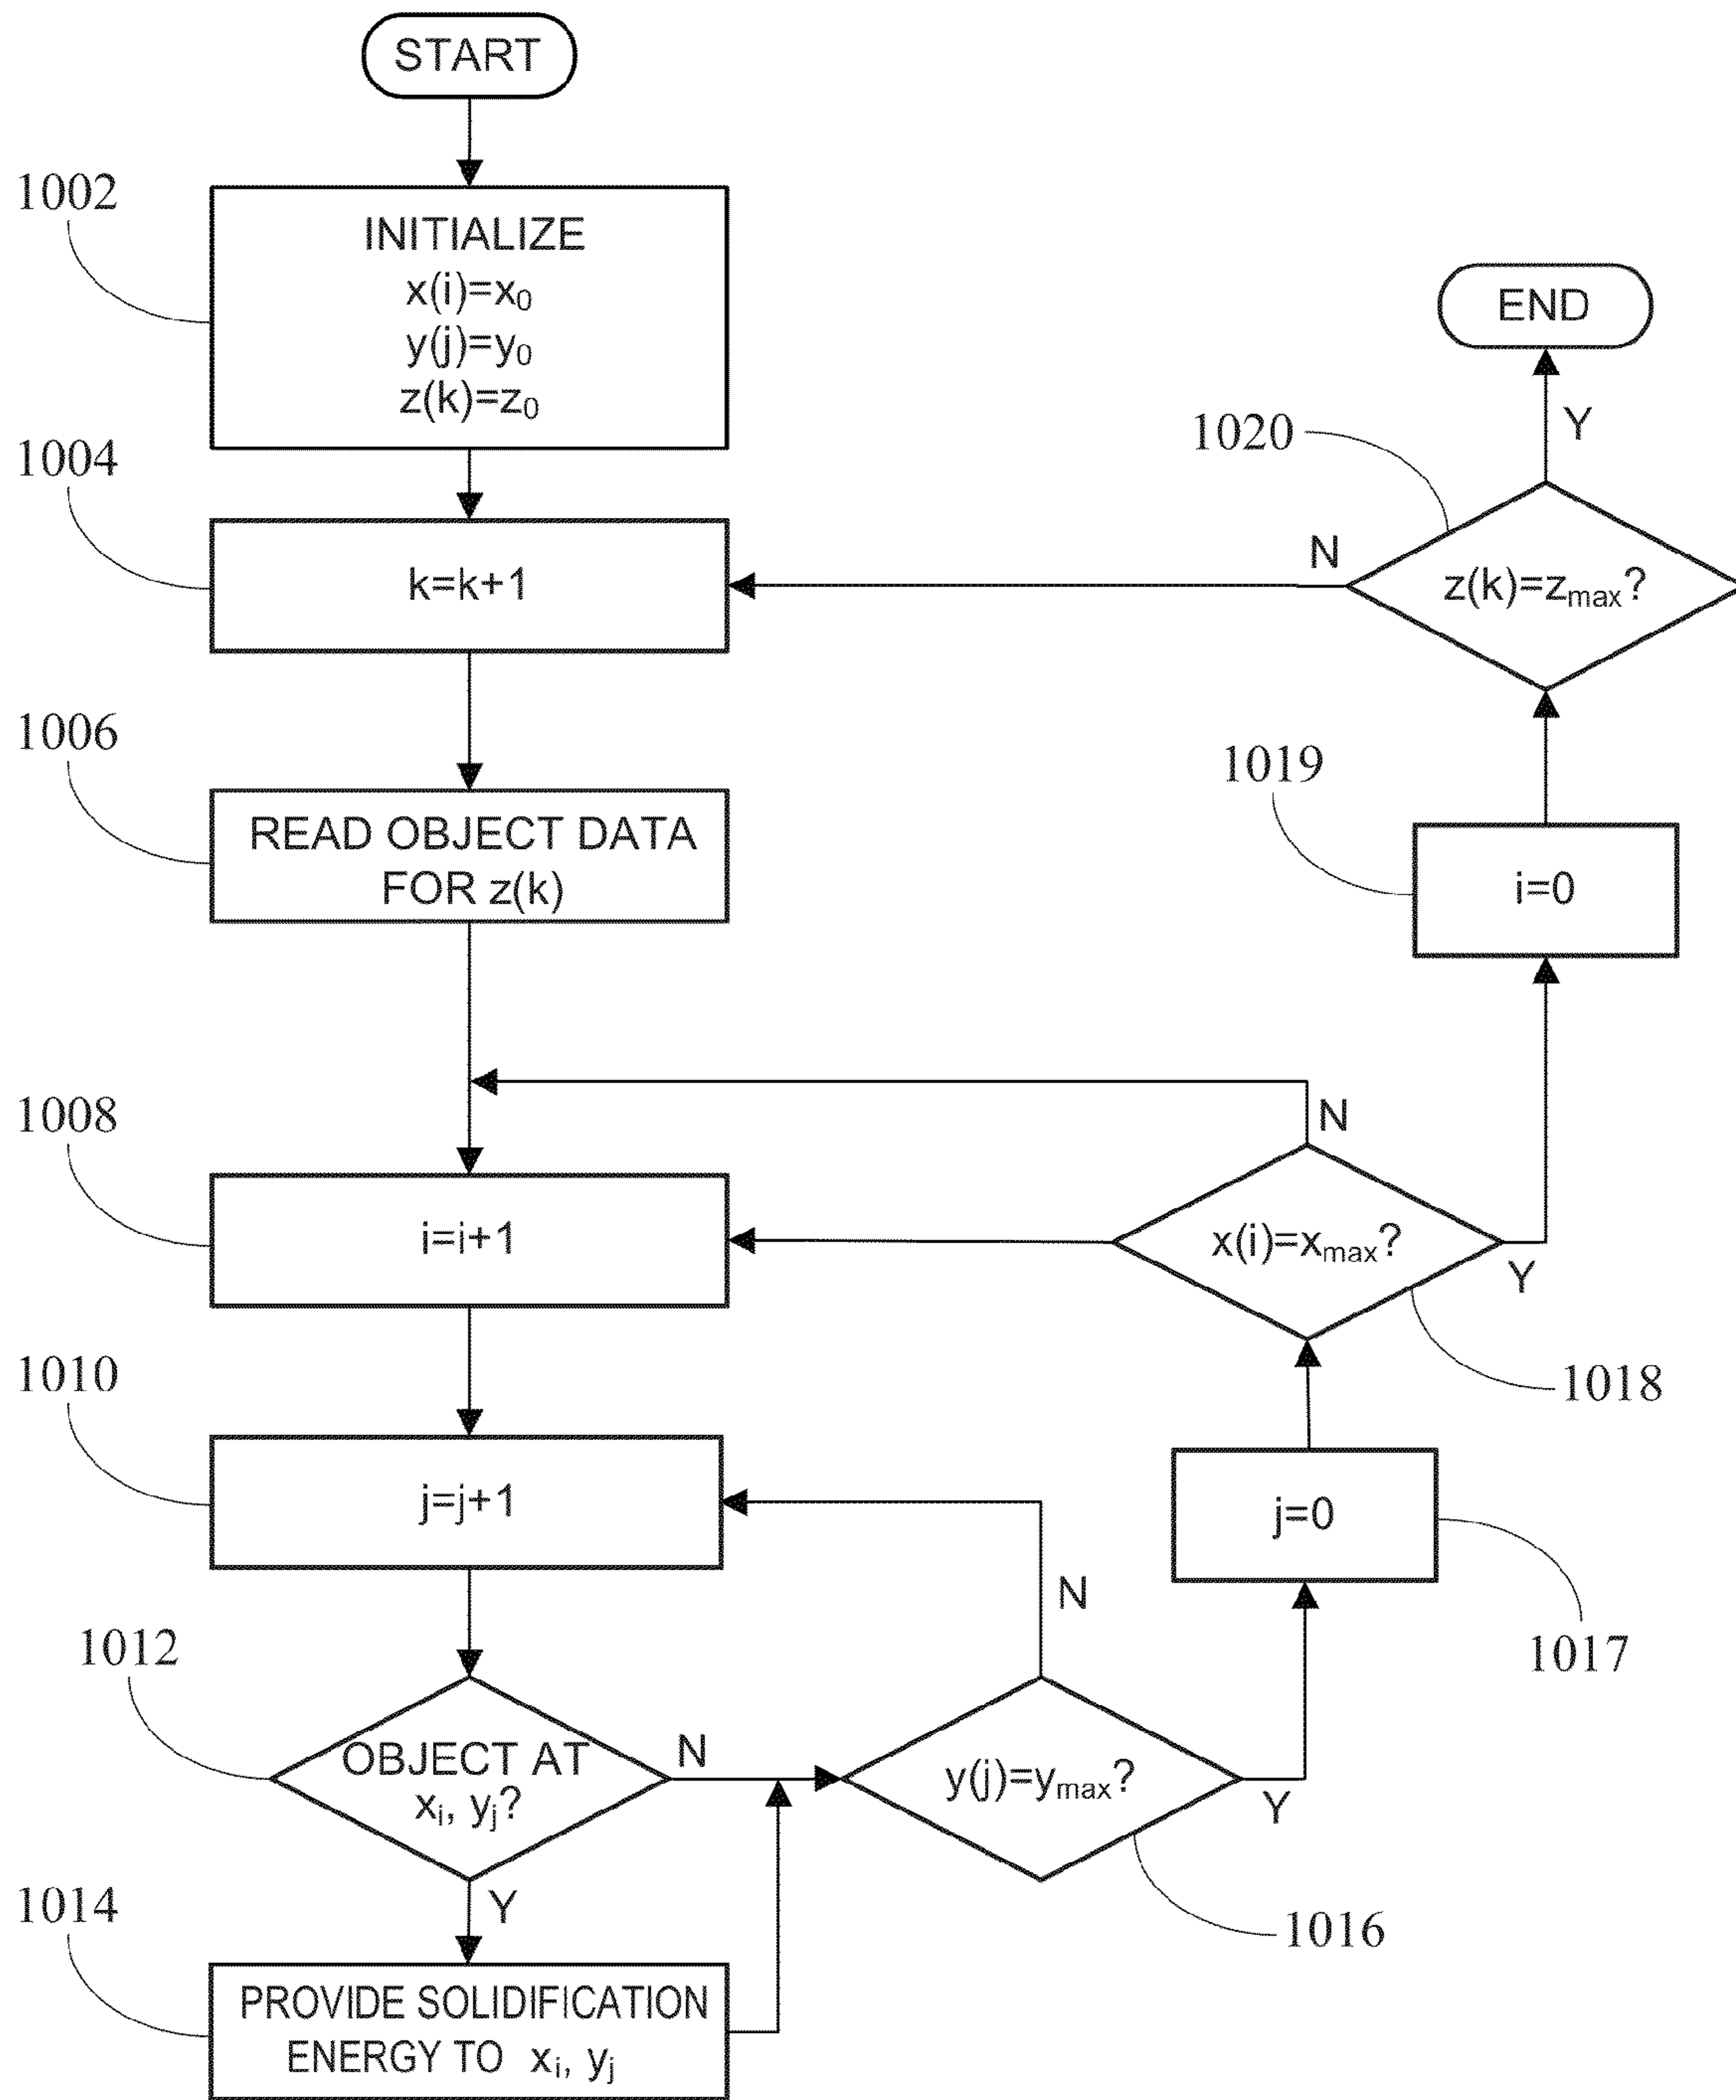 START
1002
INITIALIZE
x(i)=x₀
y(j)=y₀
z(k)=z₀
END
Y
1020
1004
N
k=k+1
z(k)=zmax?
1006
READ OBJECT DATA
FOR z(k)
1019
i=0
1008
N
i=i+1
x(i)=xmax?
Y
1010
1018
j=j+1
j=0
N
1017
1012
OBJECT AT
xᵢ, yⱼ?
N
y(j)=ymax?
Y
1014
Y
1016
PROVIDE SOLIDIFICATION
ENERGY TO xᵢ, yⱼ